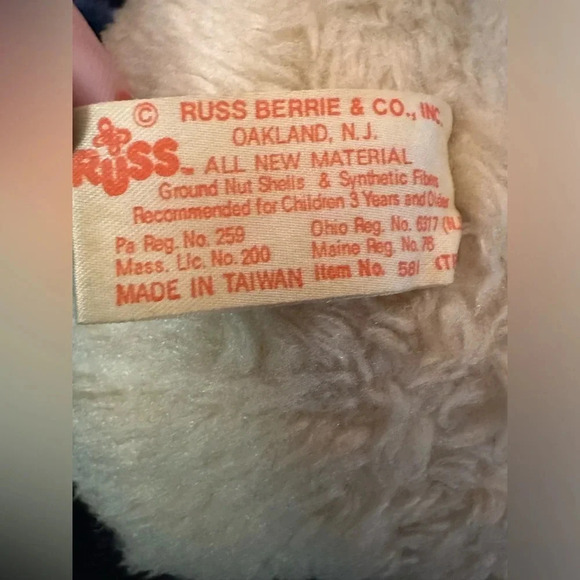 © RUSS BERRIE & CO., INC.
OAKLAND, N.J.
RUSS™ ALL NEW MATERIAL
Ground Nut Shells & Synthetic Fibers
Recommended for Children 3 Years and Older
Pa Reg. No. 259 Ohio Reg. No. 6317
Mass. Lic. No. 200 Maine Reg. No. 78
MADE IN TAIWAN Item No. 581